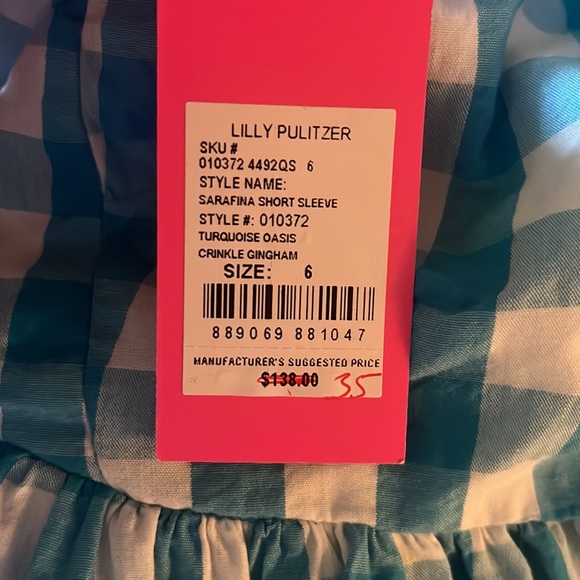 LILLY PULITZER
SKU #
010372 4492QS 6
STYLE NAME:
SARAFINA SHORT SLEEVE
STYLE #: 010372
TURQUOISE OASIS
CRINKLE GINGHAM
SIZE: 6
889069 881047
MANUFACTURER'S SUGGESTED PRICE
$138.00 35